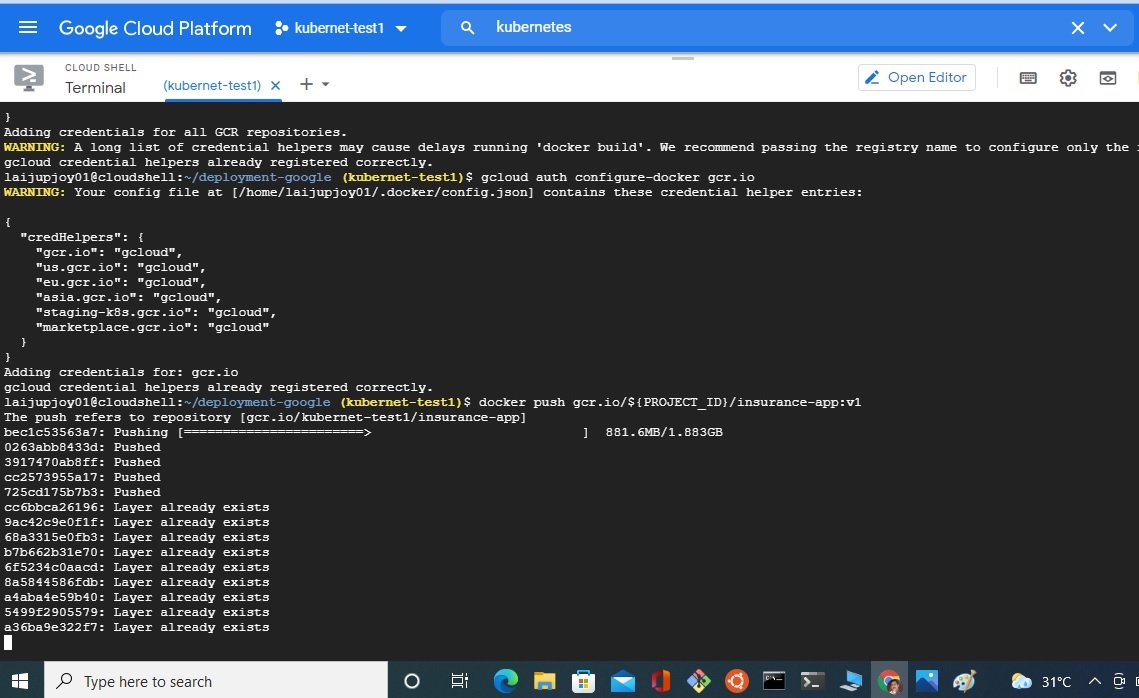 Google Cloud Platform
kubernet-test1
kubernetes
CLOUD SHELL
Terminal
(kubernet-test1)
Open Editor
}
Adding credentials for all GCR repositories.
WARNING: A long list of credential helpers may cause delays running 'docker build'. We recommend passing the registry name to configure only the
gcloud credential helpers already registered correctly.
laijupjoy01@cloudshell:~/deployment-google (kubernet-test1)$ gcloud auth configure-docker gcr.io
WARNING: Your config file at [/home/laijupjoy01/.docker/config.json] contains these credential helper entries:
{
"credHelpers": {
"gcr.io": "gcloud",
"us.gcr.io": "gcloud",
"eu.gcr.io": "gcloud",
"asia.gcr.io": "gcloud",
"staging-k8s.gcr.io": "gcloud",
"marketplace.gcr.io": "gcloud"
}
}
Adding credentials for: gcr.io
gcloud credential helpers already registered correctly.
laijupjoy01@cloudshell:~/deployment-google (kubernet-test1)$ docker push gcr.io/${PROJECT_ID}/insurance-app:v1
The push refers to repository [gcr.io/kubernet-test1/insurance-app]
bec1c53563a7: Pushing [=======================> ] 881.6MB/1.883GB
0263abb8433d: Pushed
3917470ab8ff: Pushed
cc2573955a17: Pushed
725cd175b7b3: Pushed
cc6bbca26196: Layer already exists
9ac42c9e0f1f: Layer already exists
68a3315e0fb3: Layer already exists
b7b662b31e70: Layer already exists
6f5234c0aacd: Layer already exists
8a5844586fdb: Layer already exists
a4aba4e59b40: Layer already exists
5499f2905579: Layer already exists
a36ba9e322f7: Layer already exists
Type here to search
31°C